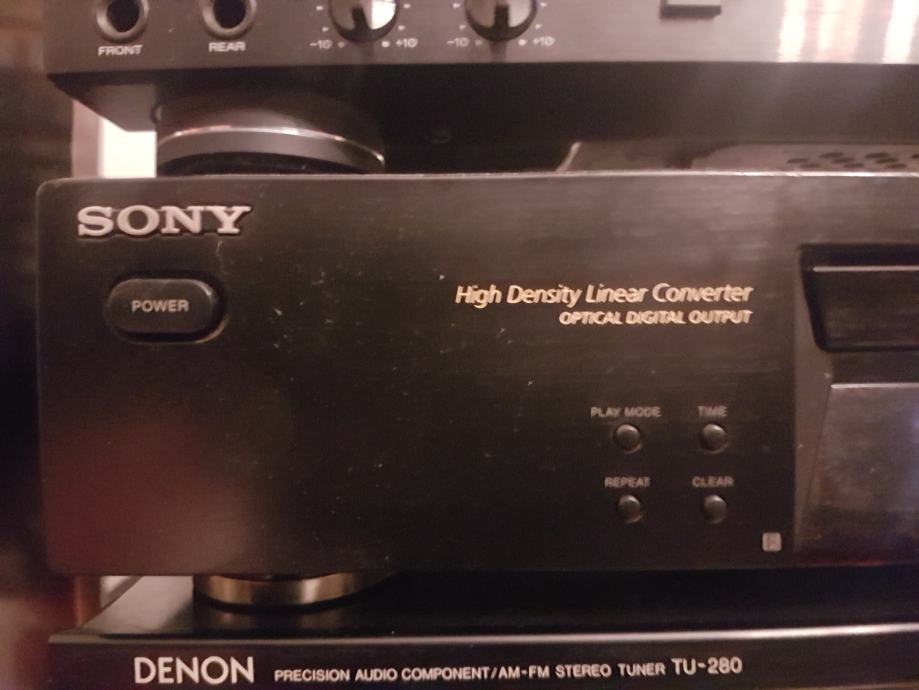 FRONT REAR -10 +10 -10 +10
SONY
POWER
High Density Linear Converter
OPTICAL DIGITAL OUTPUT
PLAY MODE TIME
REPEAT CLEAR
DENON PRECISION AUDIO COMPONENT/AM-FM STEREO TUNER TU-280